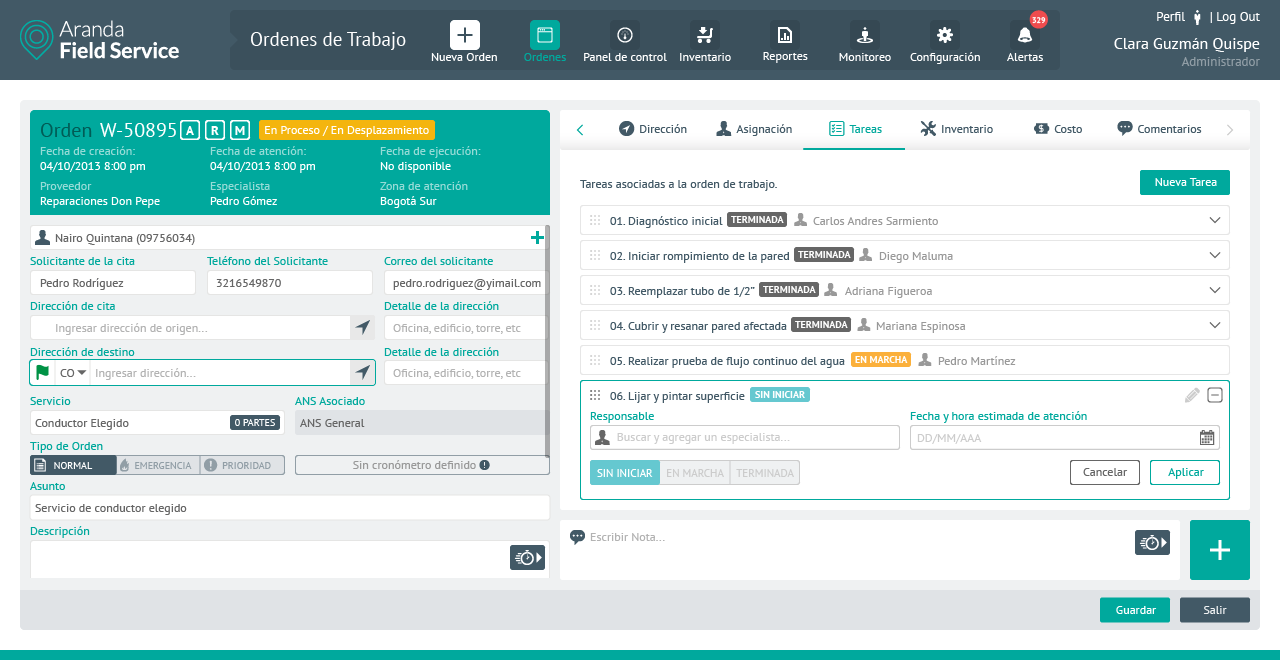 Aranda
Field Service
Ordenes de Trabajo
Nueva Orden
Ordenes
Panel de control
Inventario
Reportes
Monitoreo
Configuración
329
Alertas
Perfil | Log Out
Clara Guzmán Quispe
Administrador
Orden W-50895 A R M En Proceso / En Desplazamiento
Fecha de creación: Fecha de atención: Fecha de ejecución:
04/10/2013 8:00 pm 04/10/2013 8:00 pm No disponible
Proveedor Especialista Zona de atención
Reparaciones Don Pepe Pedro Gómez Bogotá Sur
Nairo Quintana (09756034)
Solicitante de la cita Teléfono del Solicitante Correo del solicitante
Pedro Rodríguez 3216549870 pedro.rodriguez@yimail.com
Dirección de cita Detalle de la dirección
Ingresar dirección de origen... Oficina, edificio, torre, etc
Dirección de destino Detalle de la dirección
CO Ingresar dirección... Oficina, edificio, torre, etc
Servicio ANS Asociado
Conductor Elegido 0 PARTES ANS General
Tipo de Orden
NORMAL EMERGENCIA PRIORIDAD Sin cronómetro definido
Asunto
Servicio de conductor elegido
Descripción
Dirección Asignación Tareas Inventario Costo Comentarios
Tareas asociadas a la orden de trabajo. Nueva Tarea
01. Diagnóstico inicial TERMINADA Carlos Andres Sarmiento
02. Iniciar rompimiento de la pared TERMINADA Diego Maluma
03. Reemplazar tubo de 1/2” TERMINADA Adriana Figueroa
04. Cubrir y resanar pared afectada TERMINADA Mariana Espinosa
05. Realizar prueba de flujo continuo del agua EN MARCHA Pedro Martínez
06. Lijar y pintar superficie SIN INICIAR
Responsable Fecha y hora estimada de atención
Buscar y agregar un especialista... DD/MM/AAA
SIN INICIAR EN MARCHA TERMINADA Cancelar Aplicar
Escribir Nota...
Guardar Salir